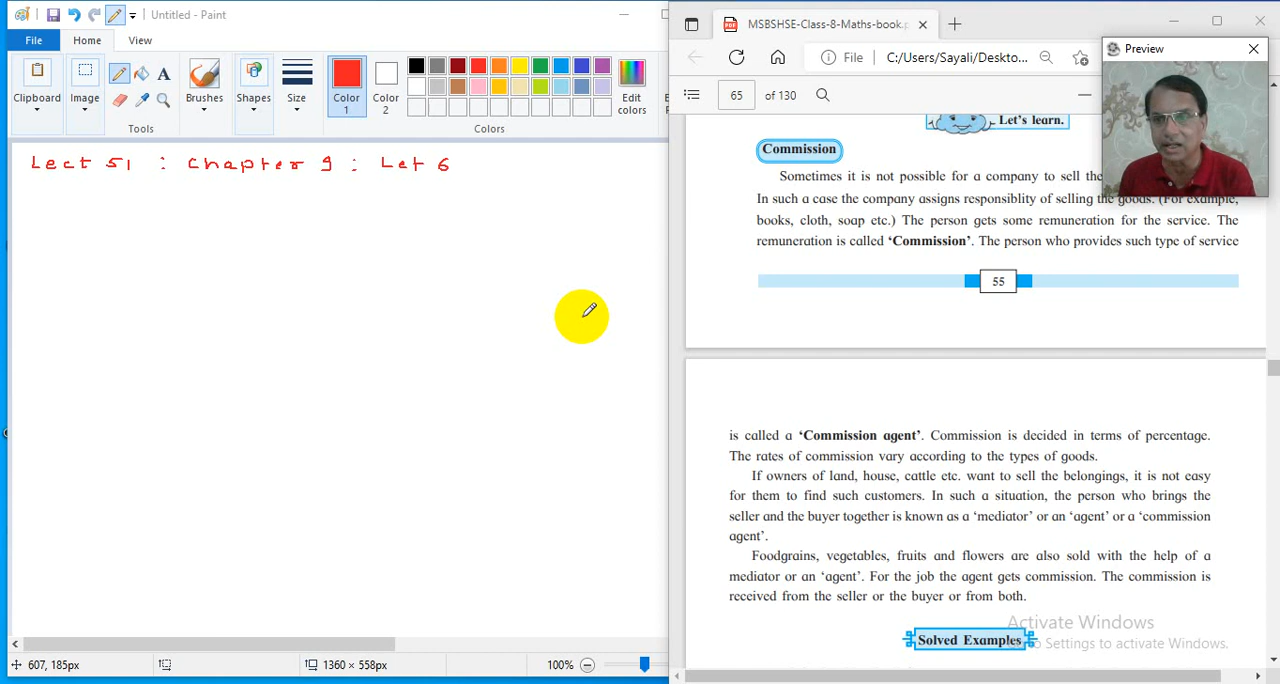 Untitled - Paint
File
Home
View
Clipboard
Image
Tools
Brushes
Shapes
Size
Color 1
Color 2
Edit colors
Colors
Lect 51 : Chapter 9 : Let 6
607, 185px
1360 × 558px
100%
MSBSHSE-Class-8-Maths-book.p
File
C:/Users/Sayali/Deskto...
65 of 130
Preview
Let's learn.
Commission
Sometimes it is not possible for a company to sell the
In such a case the company assigns responsiblity of selling the goods. (For example,
books, cloth, soap etc.) The person gets some remuneration for the service. The
remuneration is called ‘Commission’. The person who provides such type of service
55
is called a ‘Commission agent’. Commission is decided in terms of percentage.
The rates of commission vary according to the types of goods.
If owners of land, house, cattle etc. want to sell the belongings, it is not easy
for them to find such customers. In such a situation, the person who brings the
seller and the buyer together is known as a ‘mediator’ or an ‘agent’ or a ‘commission
agent’.
Foodgrains, vegetables, fruits and flowers are also sold with the help of a
mediator or an ‘agent’. For the job the agent gets commission. The commission is
received from the seller or the buyer or from both.
Activate Windows
Go to Settings to activate Windows.
Solved Examples